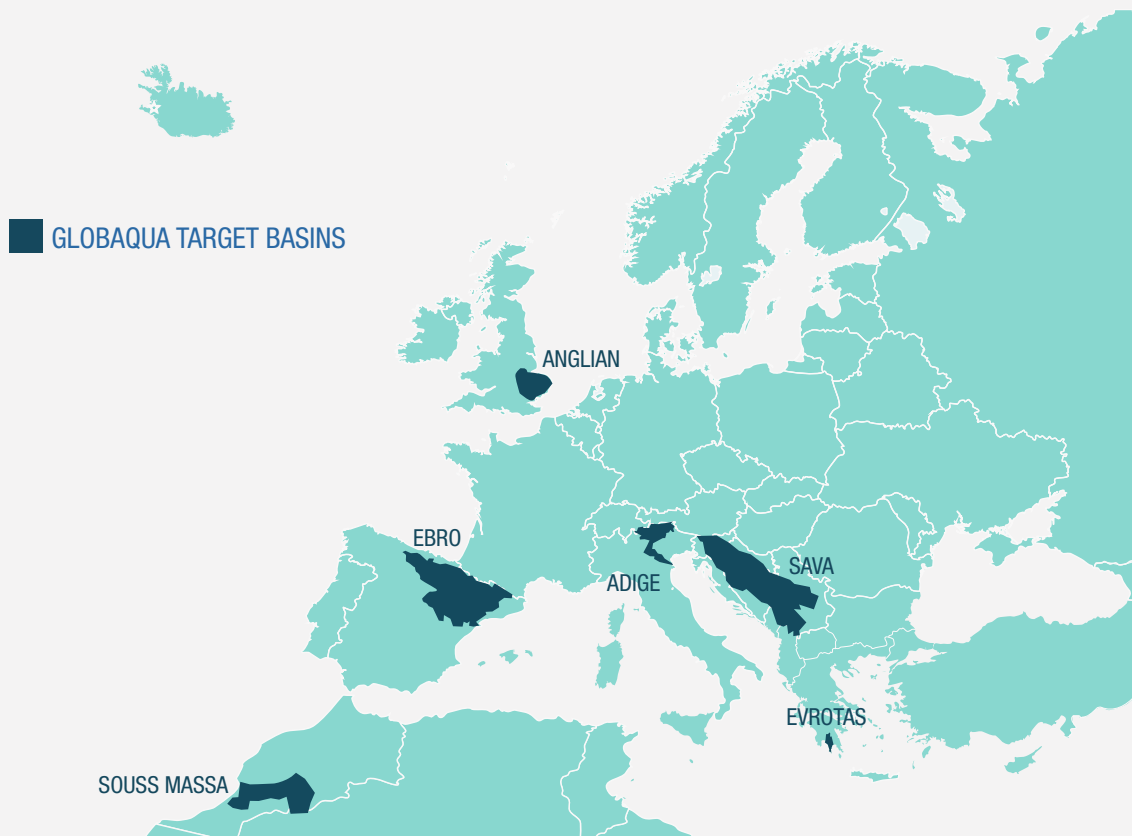 GLOBAQUA TARGET BASINS
ANGLIAN
EBRO
SAVA
ADIGE
EVROTAS
SOUSS MASSA